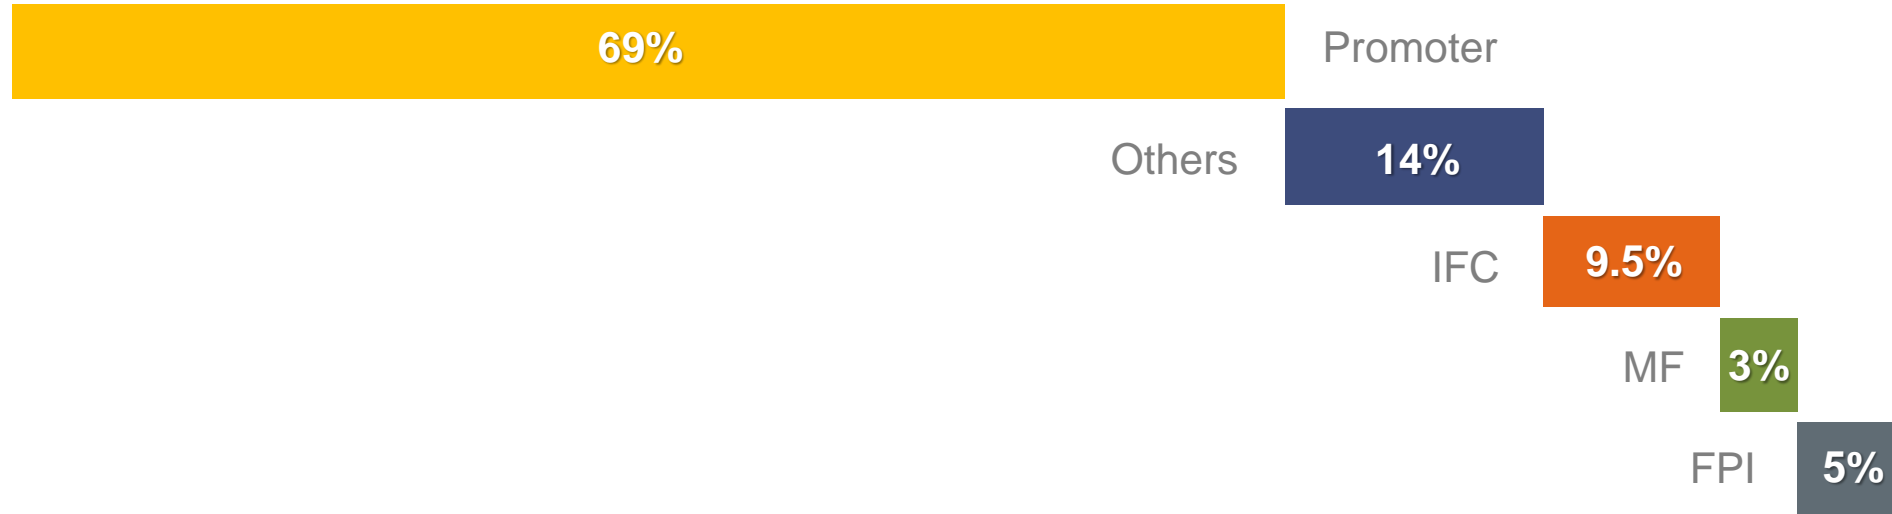 69% Promoter
Others 14%
IFC 9.5%
MF 3%
FPI 5%